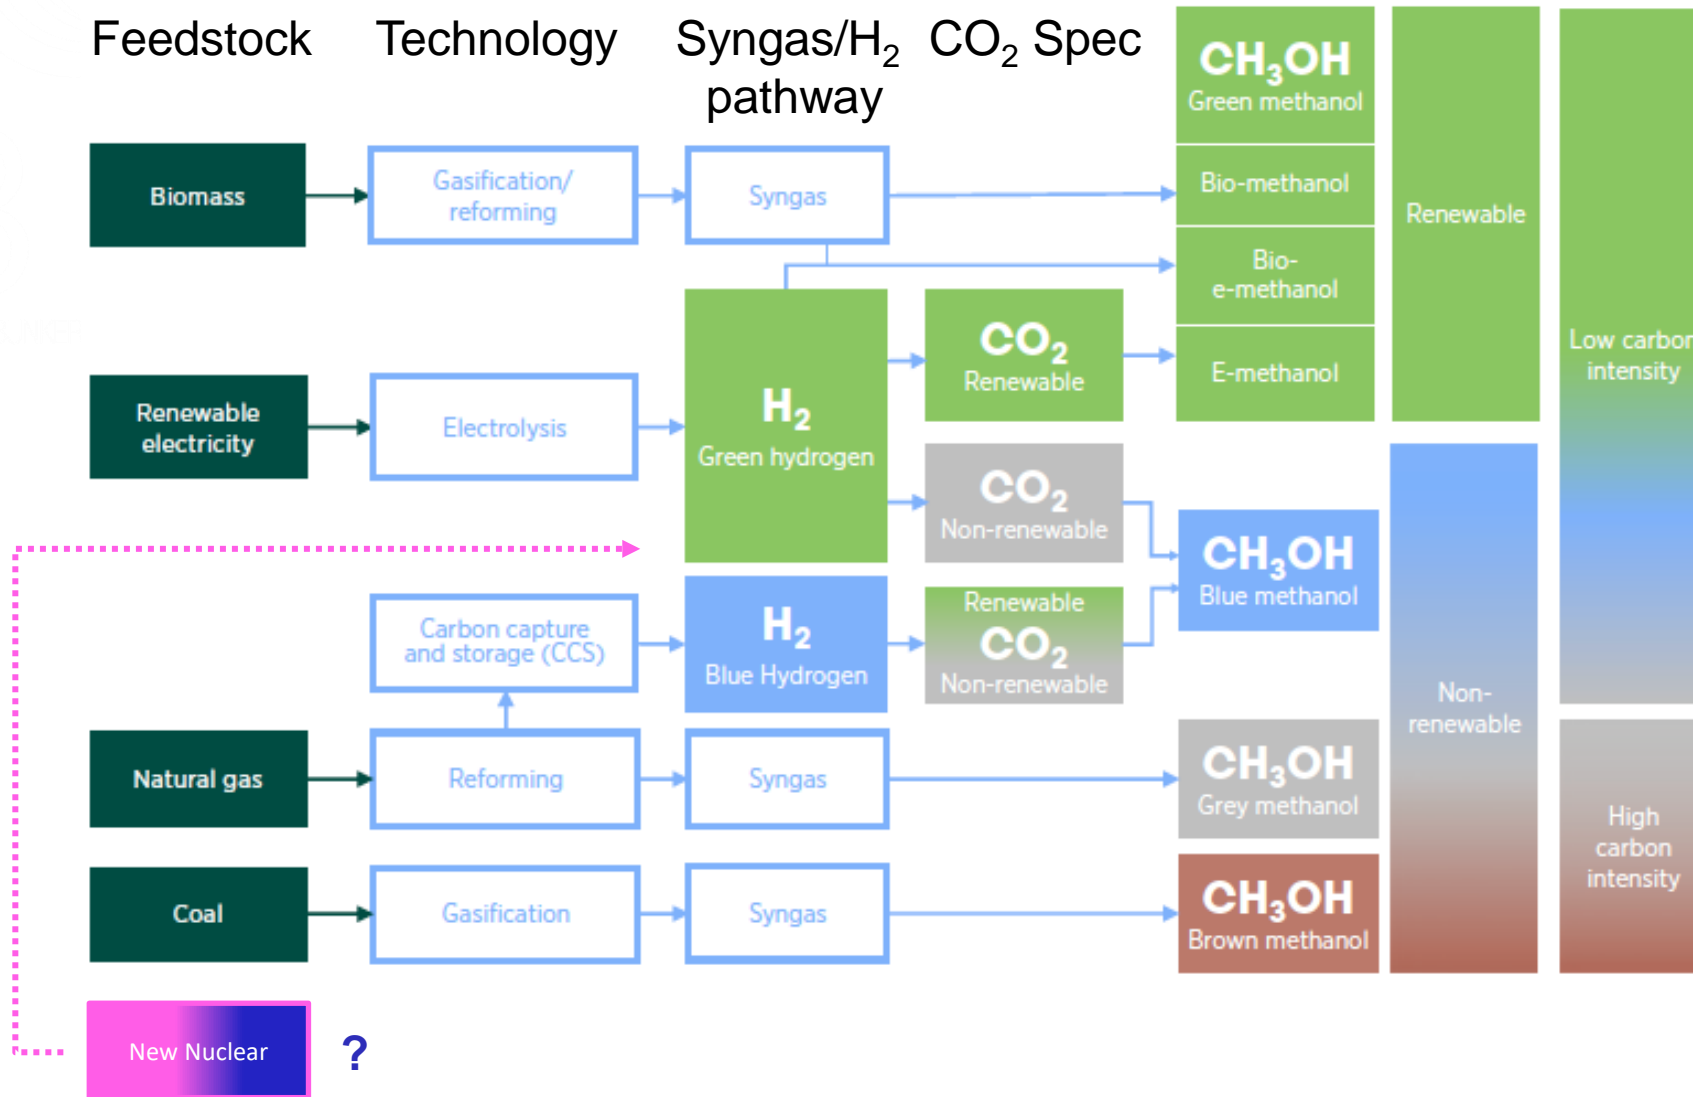 Feedstock
Technology
Syngas/H₂
pathway
CO₂ Spec
CH₃OH
Green methanol
Biomass
Gasification/
reforming
Syngas
Bio-methanol
Renewable
Bio-
e-methanol
Low carbon
intensity
Renewable
electricity
Electrolysis
H₂
Green hydrogen
CO₂
Renewable
E-methanol
CO₂
Non-renewable
CH₃OH
Blue methanol
Carbon capture
and storage (CCS)
H₂
Blue Hydrogen
Renewable
CO₂
Non-renewable
Non-
renewable
Natural gas
Reforming
Syngas
CH₃OH
Grey methanol
High
carbon
intensity
Coal
Gasification
Syngas
CH₃OH
Brown methanol
New Nuclear
?